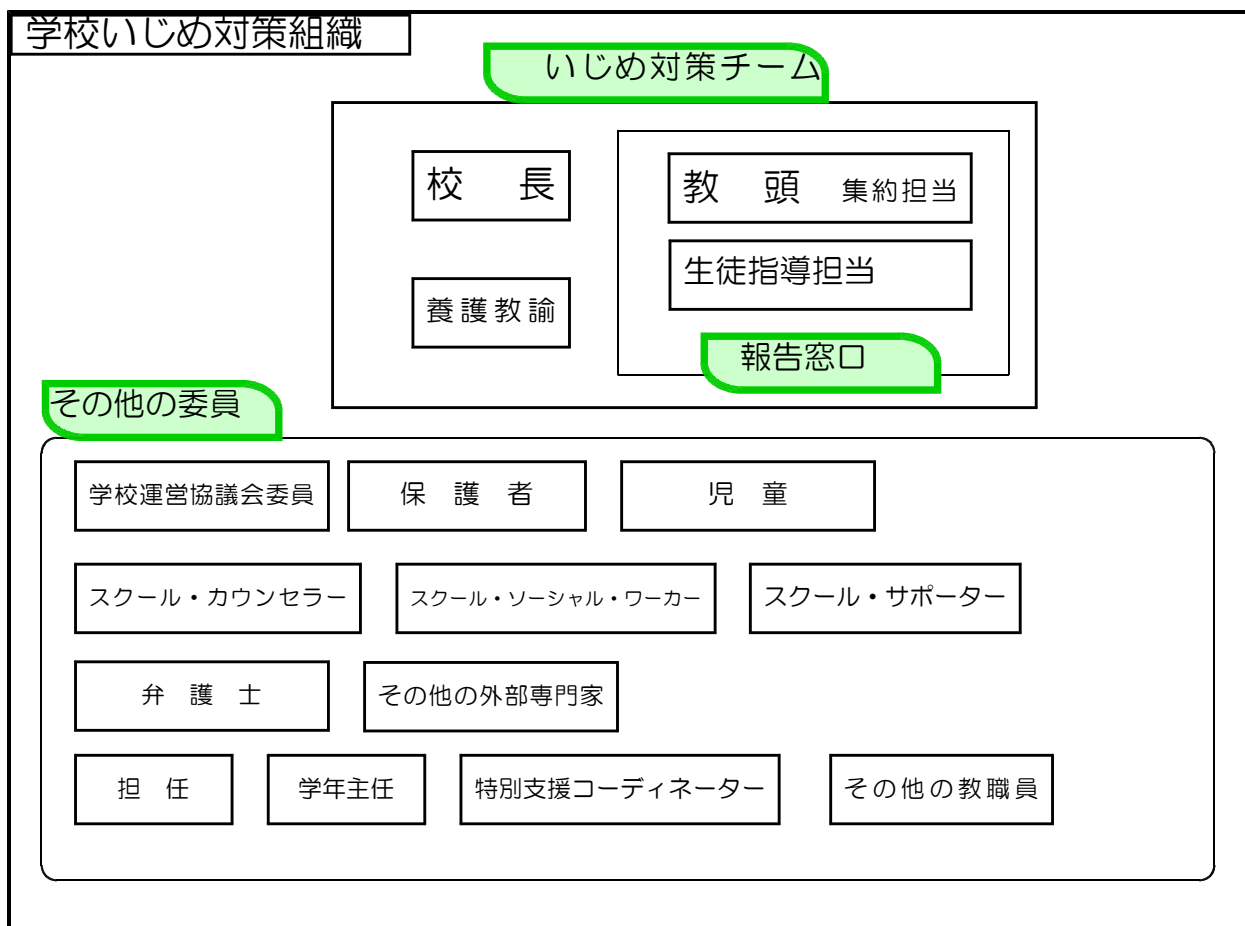 学校いじめ対策組織
いじめ対策チーム
校　長
教　頭　集約担当
生徒指導担当
養護教諭
報告窓口
その他の委員
学校運営協議会委員　保　護　者　児　童
スクール・カウンセラー　スクール・ソーシャル・ワーカー　スクール・サポーター
弁　護　士　その他の外部専門家
担　任　学年主任　特別支援コーディネーター　その他の教職員